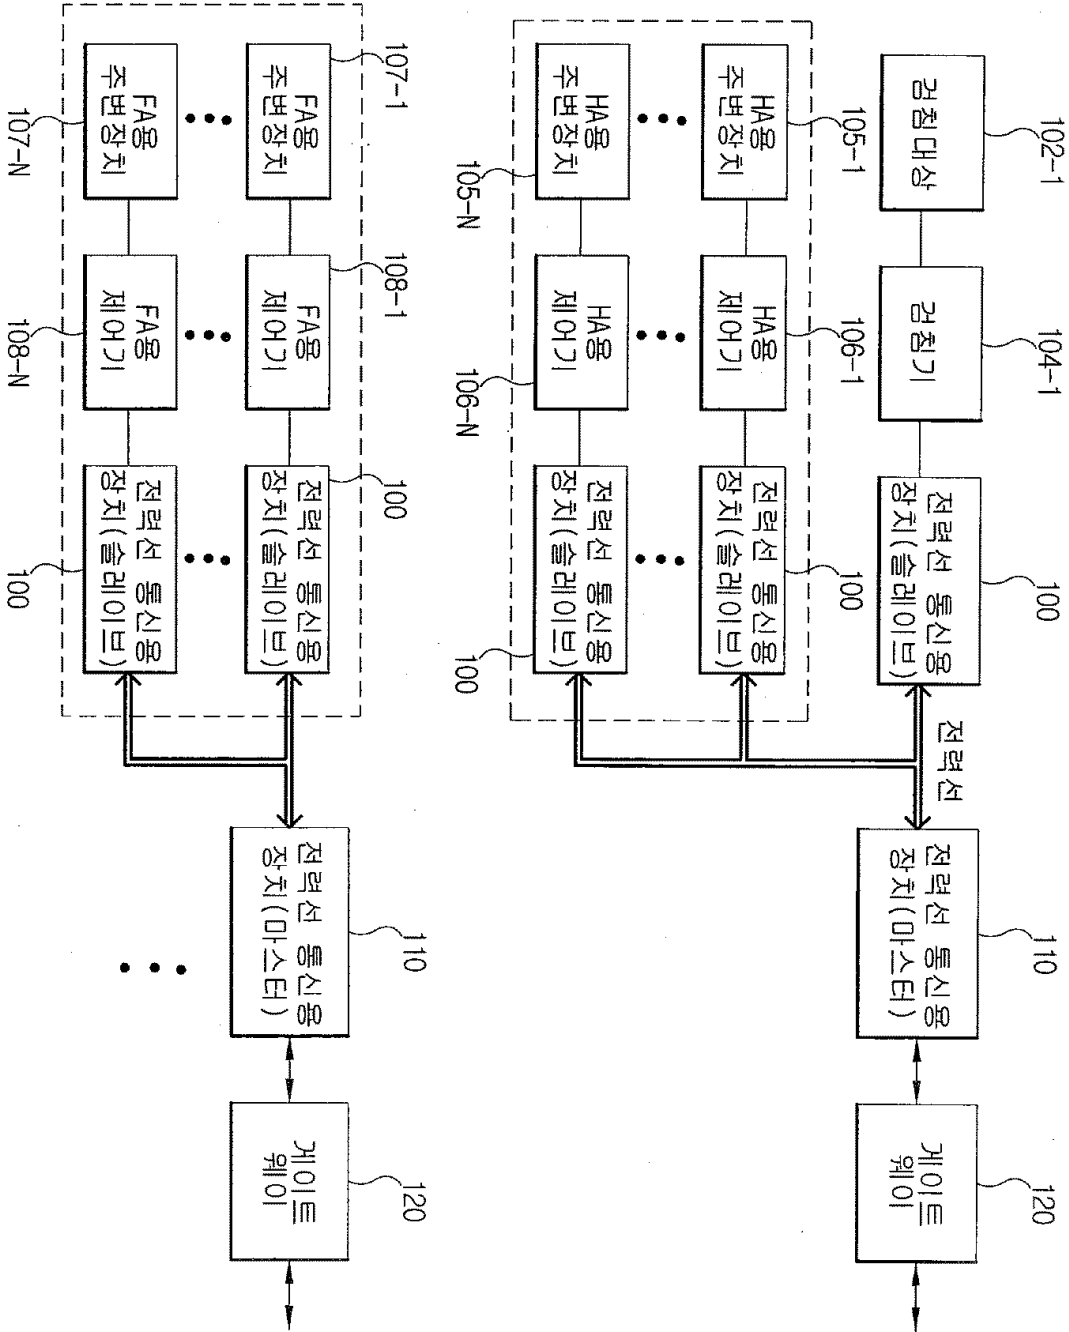 검침대상
102-1
검침기
104-1
전력선 통신용
장치(슬레이브)
100
전력선
전력선 통신용
장치(마스터)
110
게이트
웨이
120
HA용
주변장치
105-1
HA용
제어기
106-1
전력선 통신용
장치(슬레이브)
100
HA용
주변장치
105-N
HA용
제어기
106-N
전력선 통신용
장치(슬레이브)
100
FA용
주변장치
107-1
FA용
제어기
108-1
전력선 통신용
장치(슬레이브)
100
전력선 통신용
장치(마스터)
110
게이트
웨이
120
FA용
주변장치
107-N
FA용
제어기
108-N
전력선 통신용
장치(슬레이브)
100